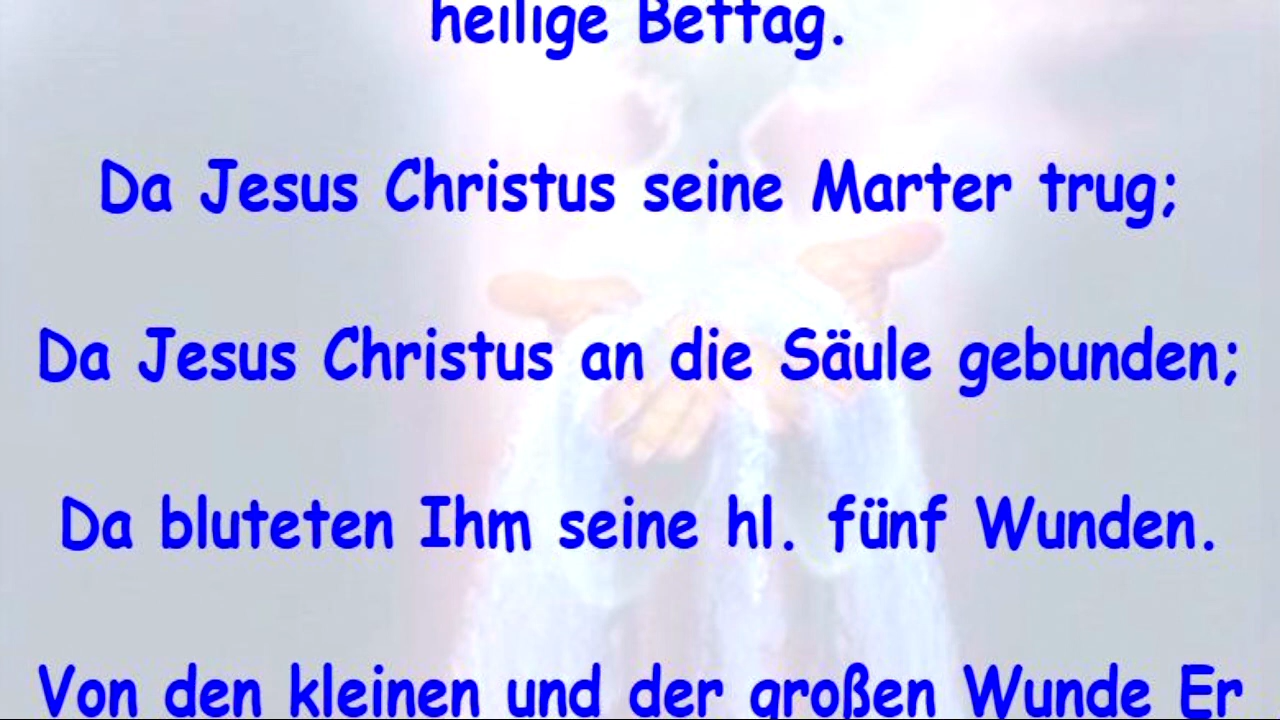 heilige Bettag.
Da Jesus Christus seine Marter trug;
Da Jesus Christus an die Säule gebunden;
Da bluteten Ihm seine hl. fünf Wunden.
Von den kleinen und der großen Wunde Er